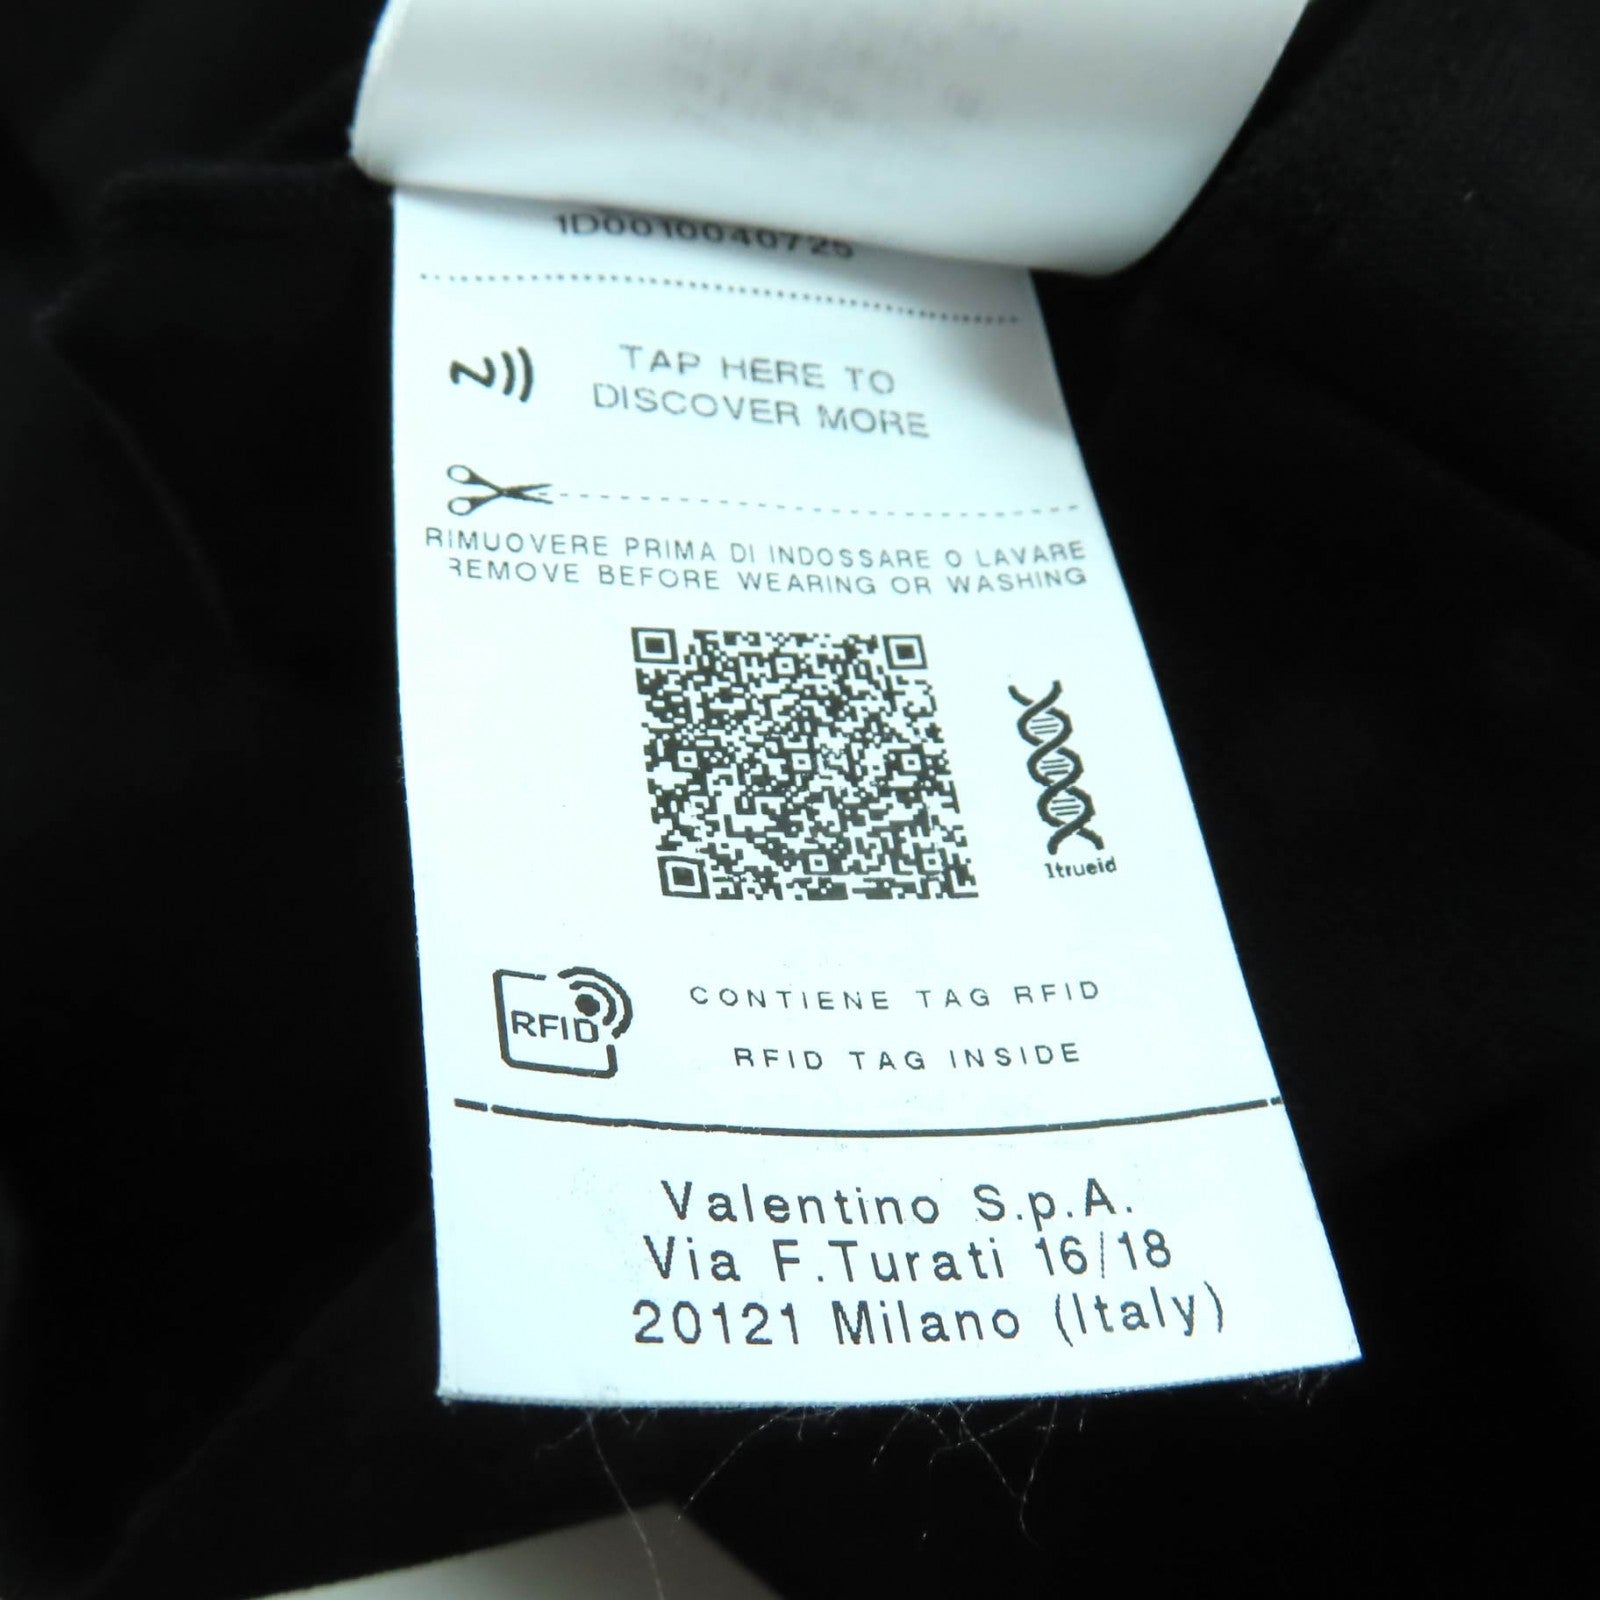 1D0010040725
TAP HERE TO
DISCOVER MORE
RIMUOVERE PRIMA DI INDOSSARE O LAVARE
REMOVE BEFORE WEARING OR WASHING
1trueid
RFID
CONTIENE TAG RFID
RFID TAG INSIDE
Valentino S.p.A.
Via F.Turati 16/18
20121 Milano (Italy)